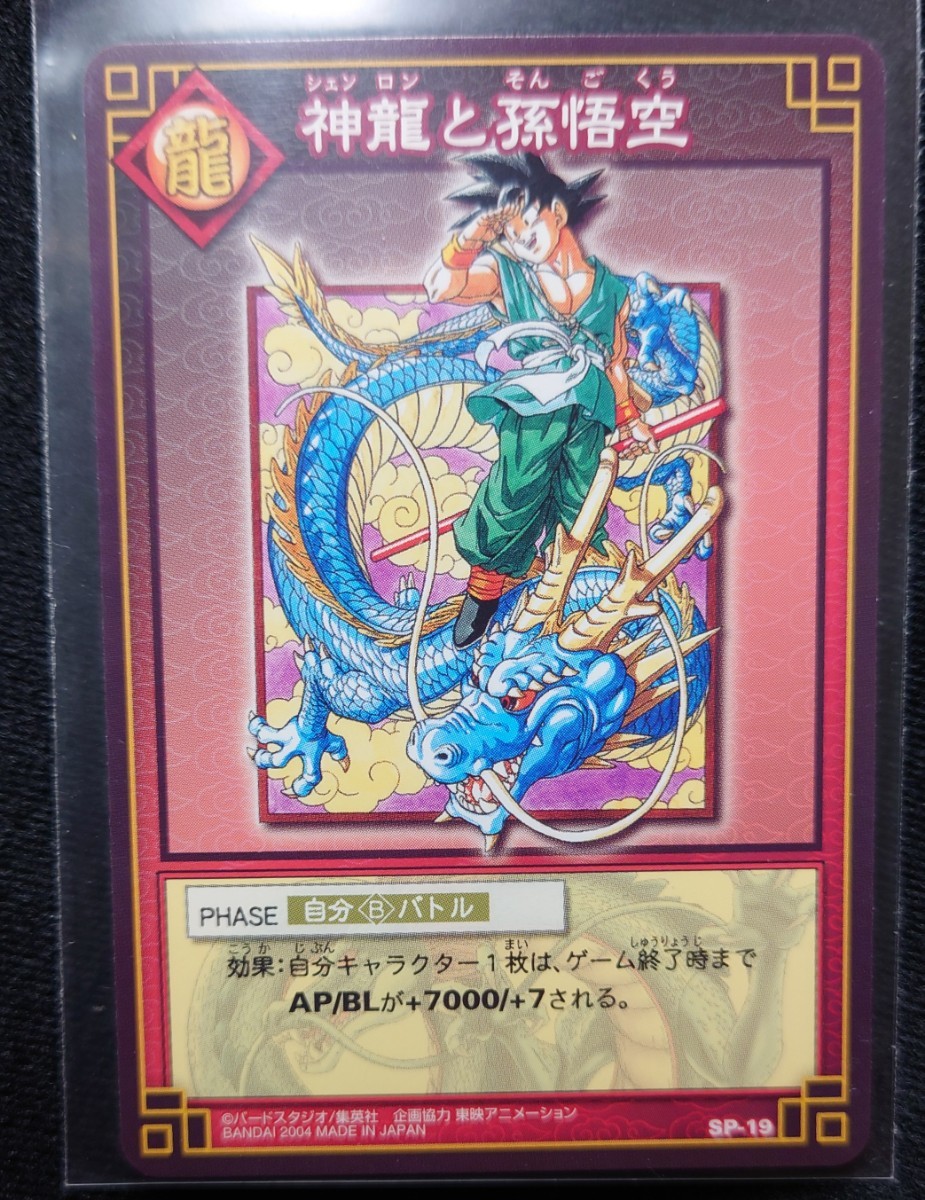 シェン ロン そん ご くう
神龍と孫悟空
龍
PHASE 自分 B バトル
こうか じぶん まい しゅうりょうじ
効果:自分キャラクター1枚は、ゲーム終了時まで
AP/BLが+7000/+7される。
©バードスタジオ/集英社 企画協力 東映アニメーション
BANDAI 2004 MADE IN JAPAN
SP-19